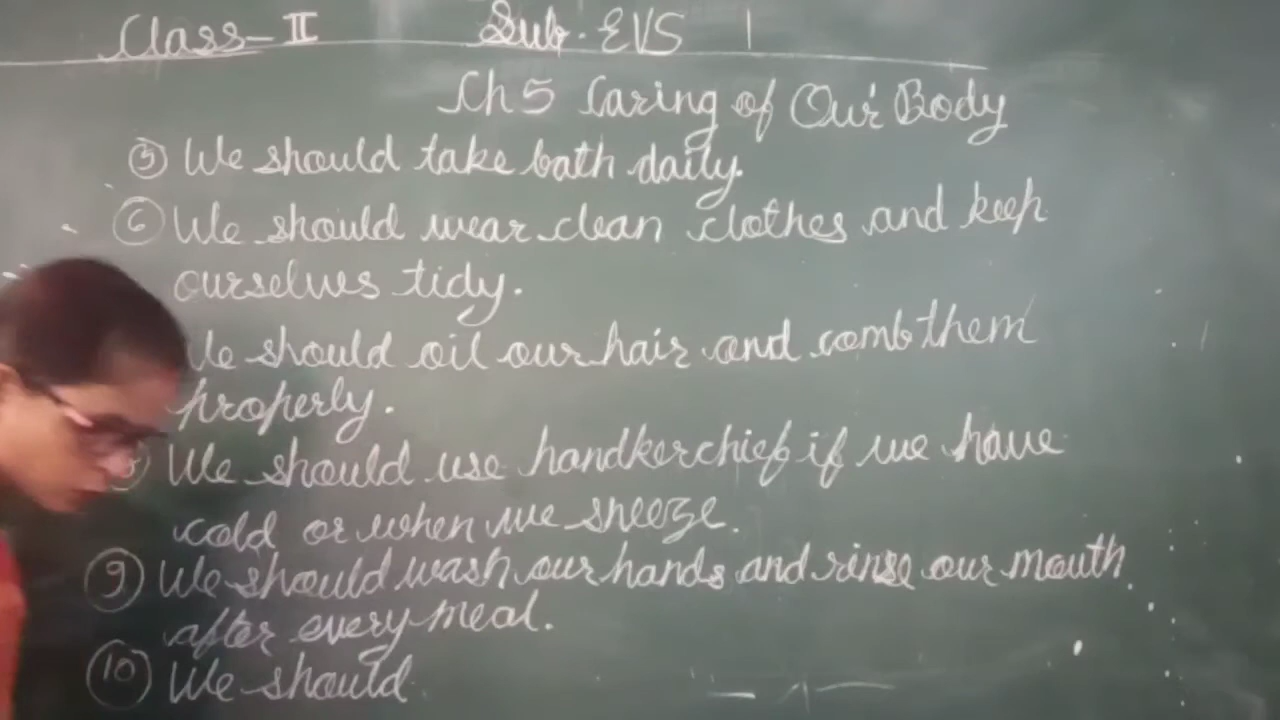 Class-II Sub. EVS
Ch 5 Caring of Our Body
5 We should take bath daily.
6 We should wear clean clothes and keep
ourselves tidy.
We should oil our hair and comb them
properly.
8 We should use handkerchief if we have
cold or when we sneeze.
9 We should wash our hands and rinse our mouth
after every meal.
10 We should